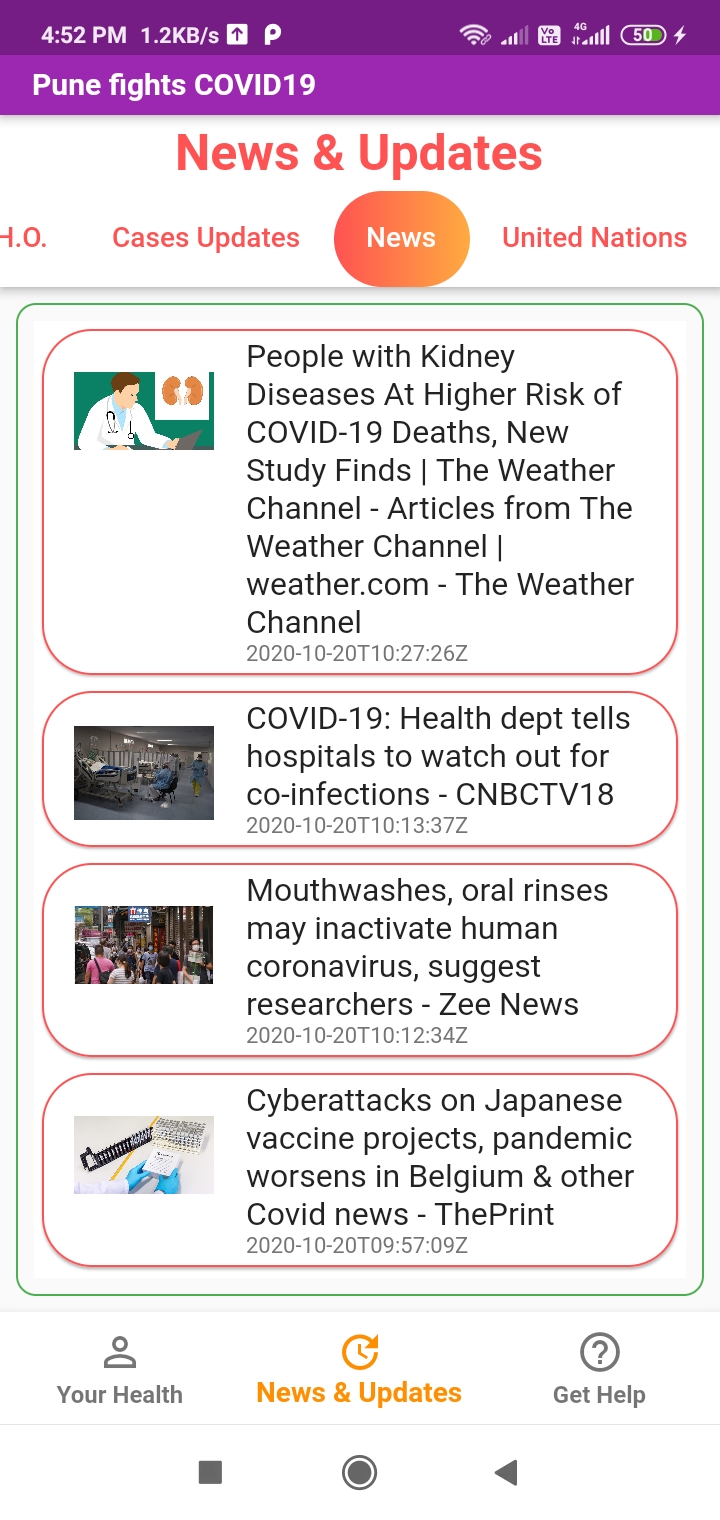 4:52 PM 1.2KB/s
Vo LTE 4G 50
Pune fights COVID19
News & Updates
H.O. Cases Updates News United Nations
People with Kidney
Diseases At Higher Risk of
COVID-19 Deaths, New
Study Finds | The Weather
Channel - Articles from The
Weather Channel |
weather.com - The Weather
Channel
2020-10-20T10:27:26Z
COVID-19: Health dept tells
hospitals to watch out for
co-infections - CNBCTV18
2020-10-20T10:13:37Z
Mouthwashes, oral rinses
may inactivate human
coronavirus, suggest
researchers - Zee News
2020-10-20T10:12:34Z
Cyberattacks on Japanese
vaccine projects, pandemic
worsens in Belgium & other
Covid news - ThePrint
2020-10-20T09:57:09Z
Your Health News & Updates Get Help